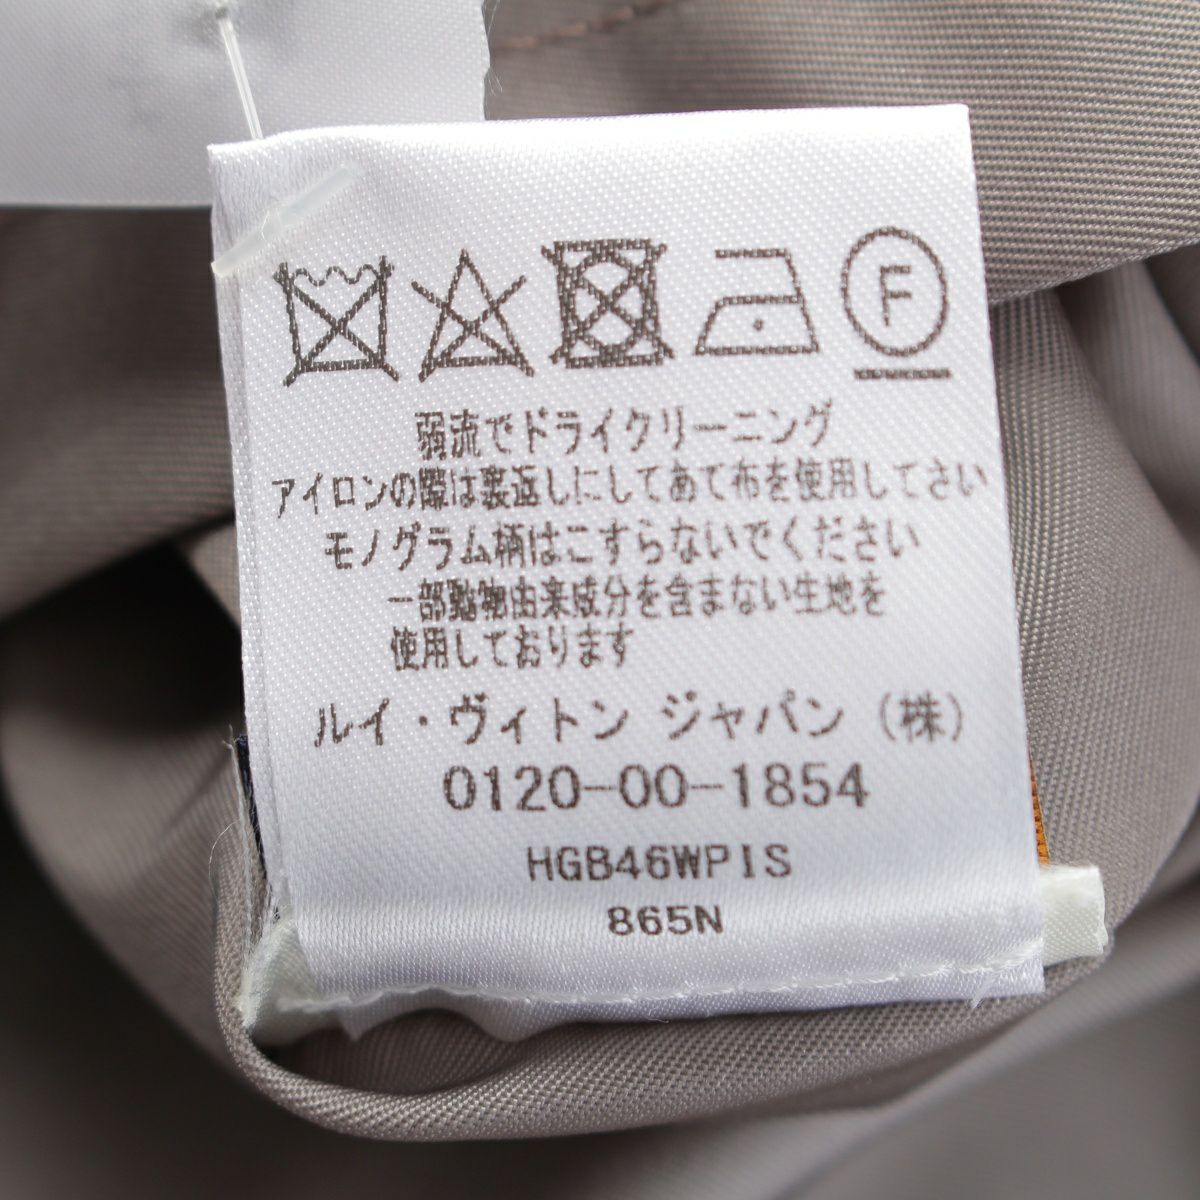 F
弱流でドライクリーニング
アイロンの際は裏返しにしてあて布を使用してさい
モノグラム柄はこすらないでください
一部動物由来成分を含まない生地を
使用しております
ルイ・ヴィトン ジャパン (株)
0120-00-1854
HGB46WPIS
865N